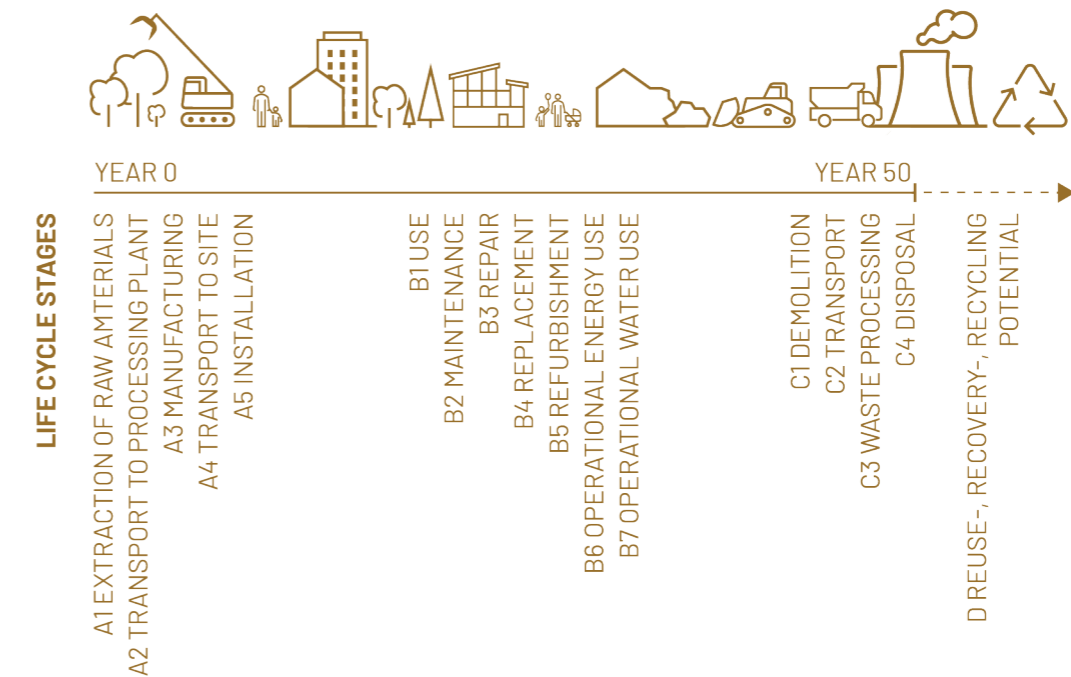 YEAR 0
YEAR 50
LIFE CYCLE STAGES
A1 EXTRACTION OF RAW AMTERIALS
A2 TRANSPORT TO PROCESSING PLANT
A3 MANUFACTURING
A4 TRANSPORT TO SITE
A5 INSTALLATION
B1 USE
B2 MAINTENANCE
B3 REPAIR
B4 REPLACEMENT
B5 REFURBISHMENT
B6 OPERATIONAL ENERGY USE
B7 OPERATIONAL WATER USE
C1 DEMOLITION
C2 TRANSPORT
C3 WASTE PROCESSING
C4 DISPOSAL
D REUSE-, RECOVERY-, RECYCLING
POTENTIAL